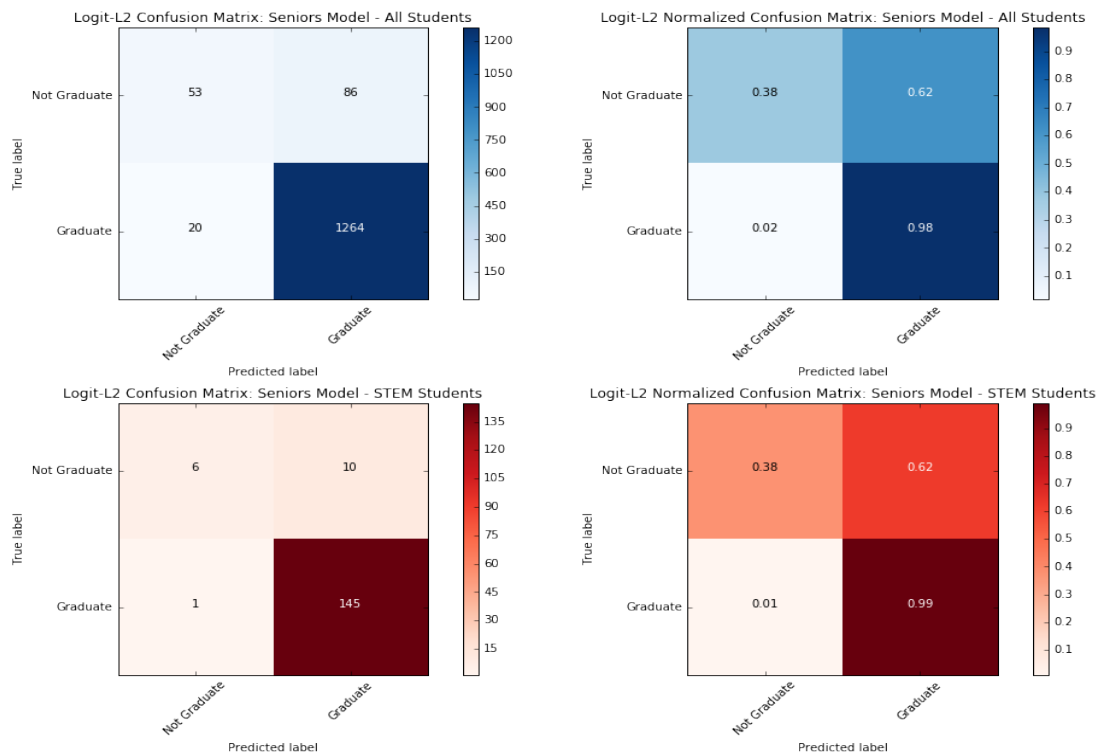 Logit-L2 Confusion Matrix: Seniors Model - All Students
True label
Not Graduate
Graduate
53
86
20
1264
Not Graduate
Graduate
Predicted label
1200
1050
900
750
600
450
300
150
Logit-L2 Normalized Confusion Matrix: Seniors Model - All Students
True label
Not Graduate
Graduate
0.38
0.62
0.02
0.98
Not Graduate
Graduate
Predicted label
0.9
0.8
0.7
0.6
0.5
0.4
0.3
0.2
0.1
Logit-L2 Confusion Matrix: Seniors Model - STEM Students
True label
Not Graduate
Graduate
6
10
1
145
Not Graduate
Graduate
Predicted label
135
120
105
90
75
60
45
30
15
Logit-L2 Normalized Confusion Matrix: Seniors Model - STEM Students
True label
Not Graduate
Graduate
0.38
0.62
0.01
0.99
Not Graduate
Graduate
Predicted label
0.9
0.8
0.7
0.6
0.5
0.4
0.3
0.2
0.1